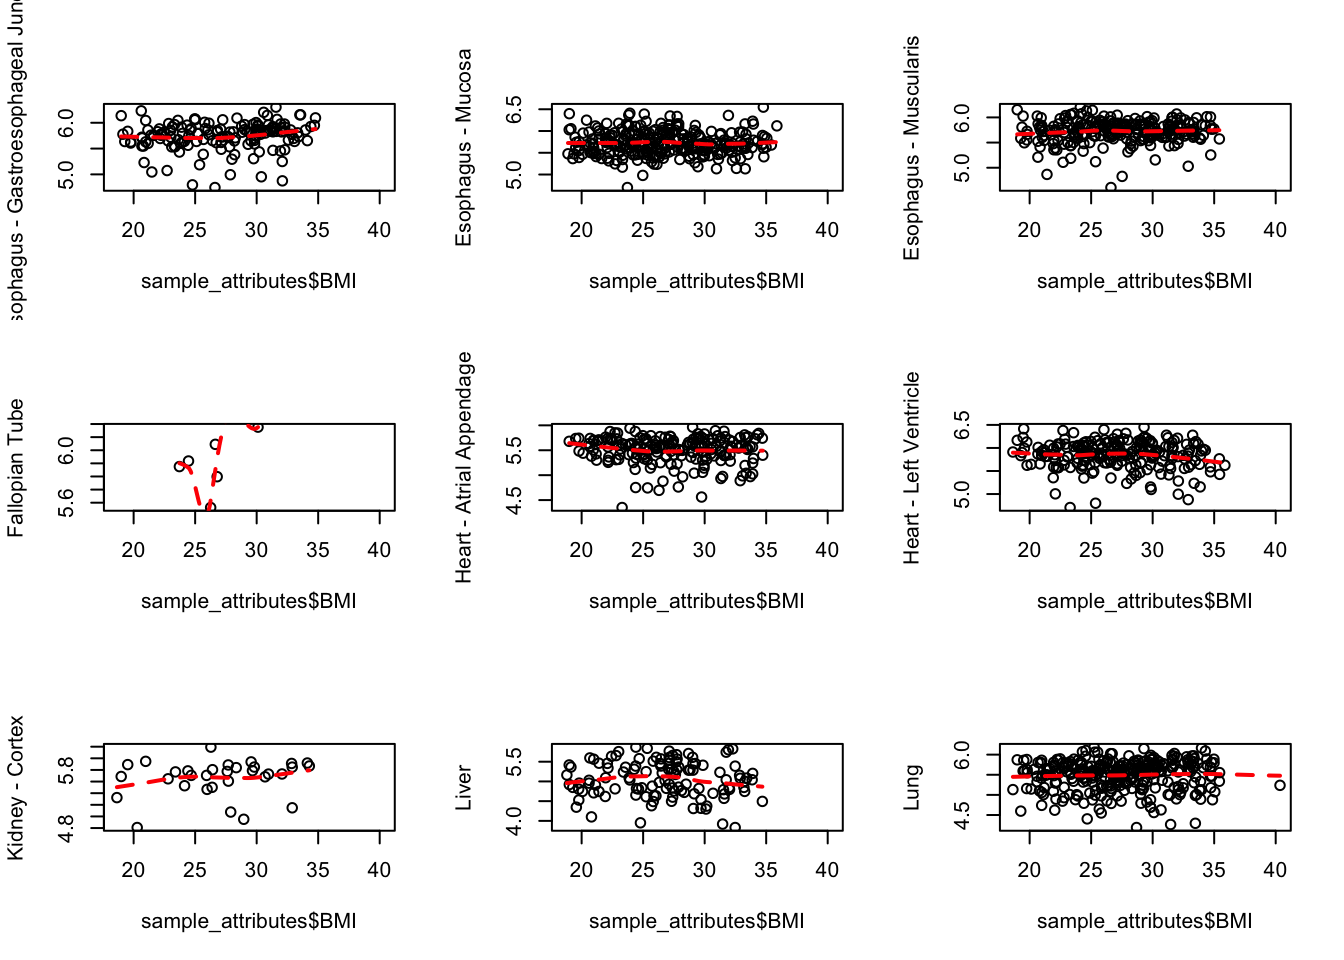 sophagus - Gastroesophageal Junc
6.0
5.0
20 25 30 35 40
sample_attributes$BMI
Esophagus - Mucosa
6.5
5.0
20 25 30 35 40
sample_attributes$BMI
Esophagus - Muscularis
6.0
5.0
20 25 30 35 40
sample_attributes$BMI
Fallopian Tube
6.0
5.6
20 25 30 35 40
sample_attributes$BMI
Heart - Atrial Appendage
5.5
4.5
20 25 30 35 40
sample_attributes$BMI
Heart - Left Ventricle
6.5
5.0
20 25 30 35 40
sample_attributes$BMI
Kidney - Cortex
5.8
4.8
20 25 30 35 40
sample_attributes$BMI
Liver
5.5
4.0
20 25 30 35 40
sample_attributes$BMI
Lung
6.0
4.5
20 25 30 35 40
sample_attributes$BMI